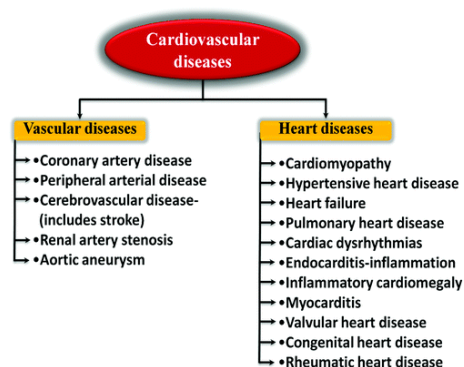 Cardiovascular
diseases
Vascular diseases
•Coronary artery disease
•Peripheral arterial disease
•Cerebrovascular disease-
(includes stroke)
•Renal artery stenosis
•Aortic aneurysm
Heart diseases
•Cardiomyopathy
•Hypertensive heart disease
•Heart failure
•Pulmonary heart disease
•Cardiac dysrhythmias
•Endocarditis-inflammation
•Inflammatory cardiomegaly
•Myocarditis
•Valvular heart disease
•Congenital heart disease
•Rheumatic heart disease